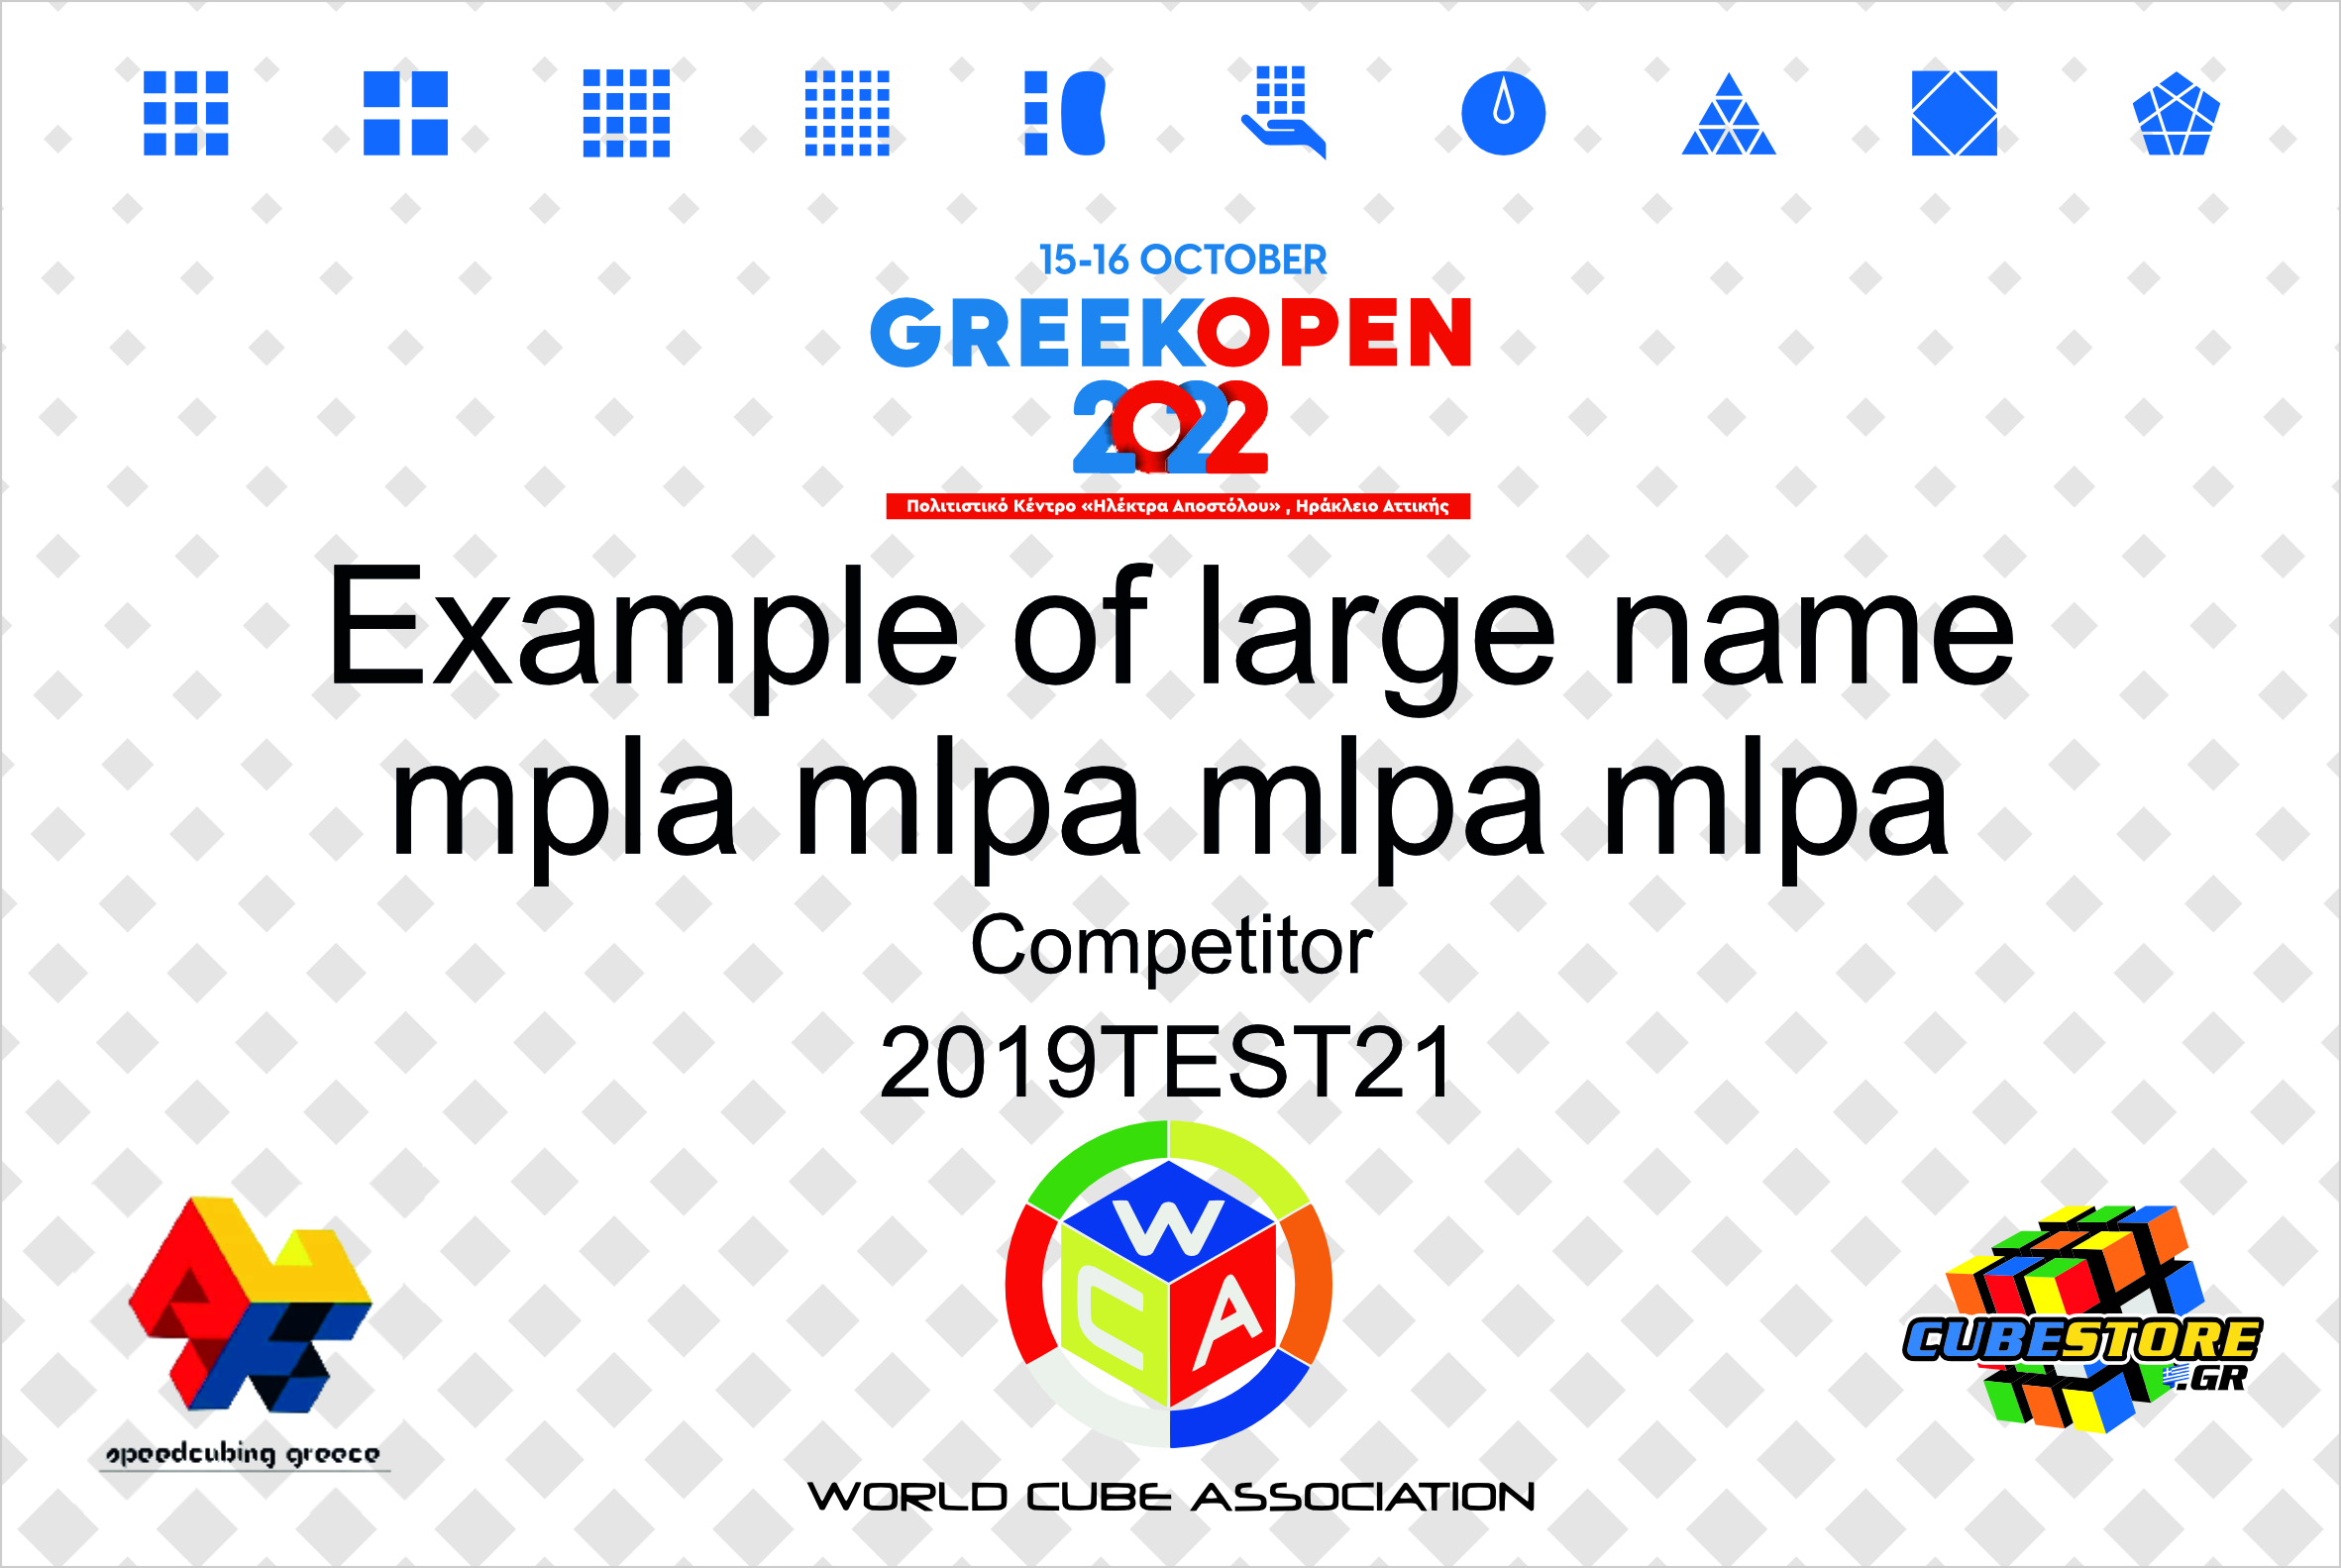 15-16 OCTOBER
GREEKOPEN
2022
Πολιτιστικό Κέντρο «Ηλέκτρα Αποστόλου» , Ηράκλειο Αττικής
Example of large name
mpla mlpa mlpa mlpa
Competitor
2019TEST21
W
C A
CUBESTORE
.GR
speedcubing greece
WORLD CUBE ASSOCIATION